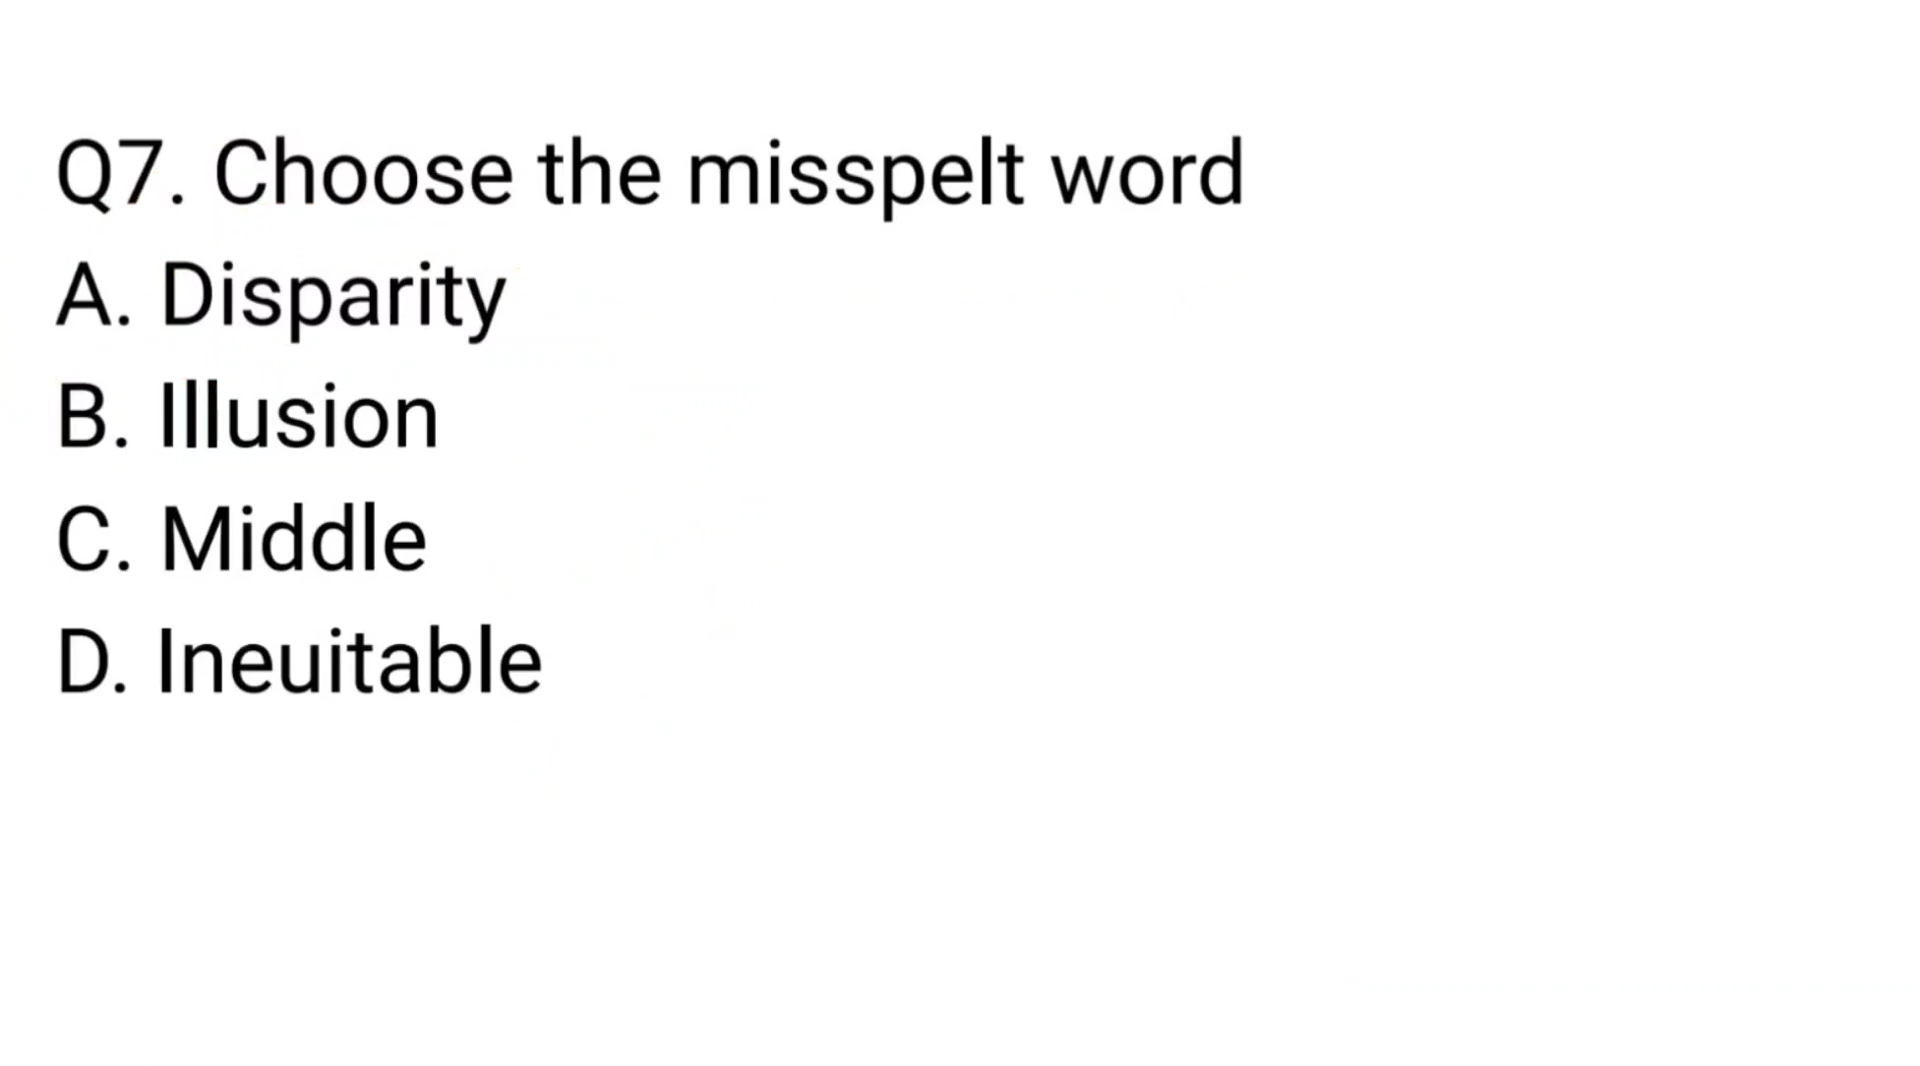 Q7. Choose the misspelt word
A. Disparity
B. Illusion
C. Middle
D. Ineuitable